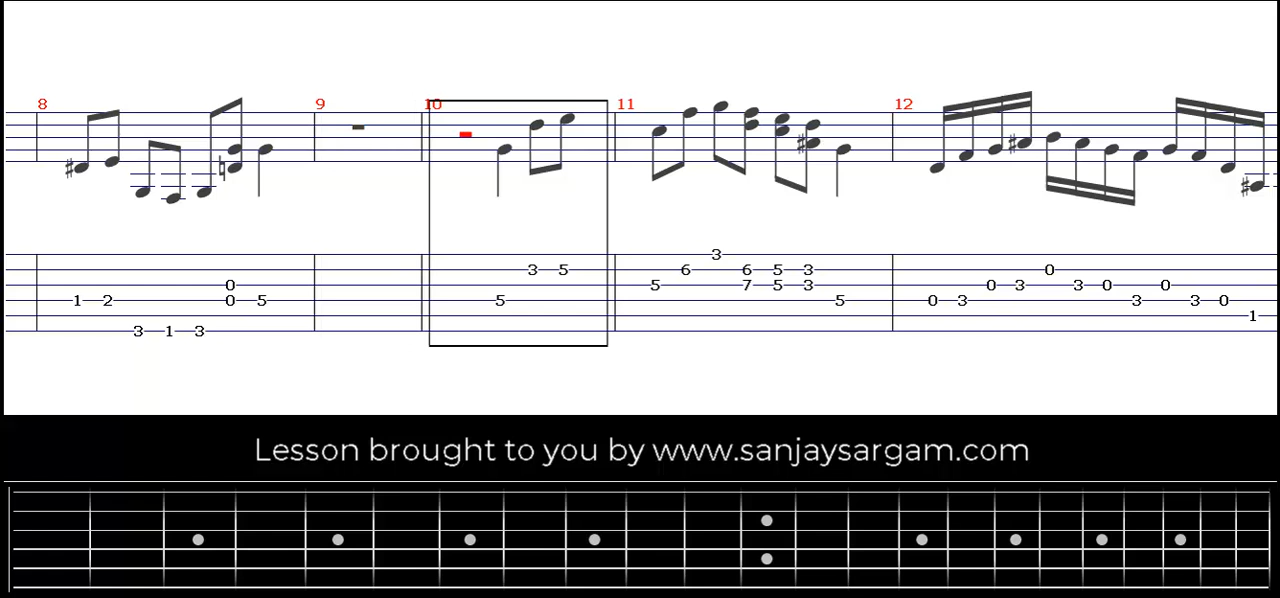 8 9 10 11 12
3
3 5 6 6 5 3 0
0 5 7 5 3 0 3 3 0 0
1 2 0 5 5 5 0 3 3 3 0
1
3 1 3
Lesson brought to you by www.sanjaysargam.com